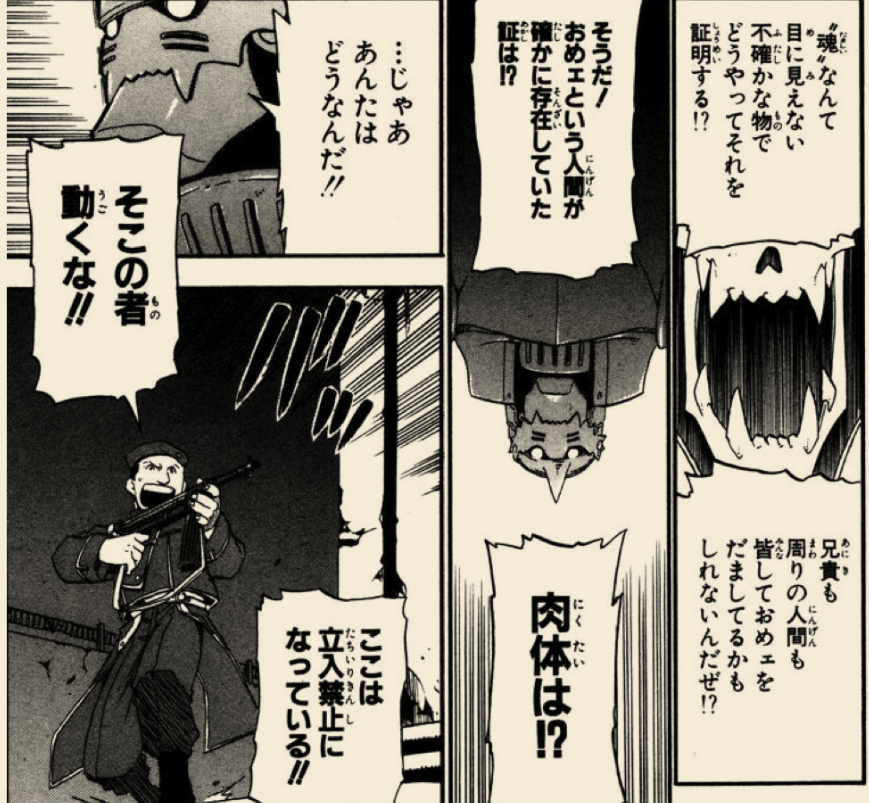 “魂”なんて
目に見えない
不確かな物で
どうやってそれを
証明する!?
兄貴も
周りの人間も
皆しておめェを
だましてるかも
しれないんだぜ!?
そうだ!
おめェという人間が
確かに存在していた
証は!?
肉体は!?
…じゃあ
あんたは
どうなんだ!!
そこの者
動くな!!
ここは
立入禁止に
なっている!!